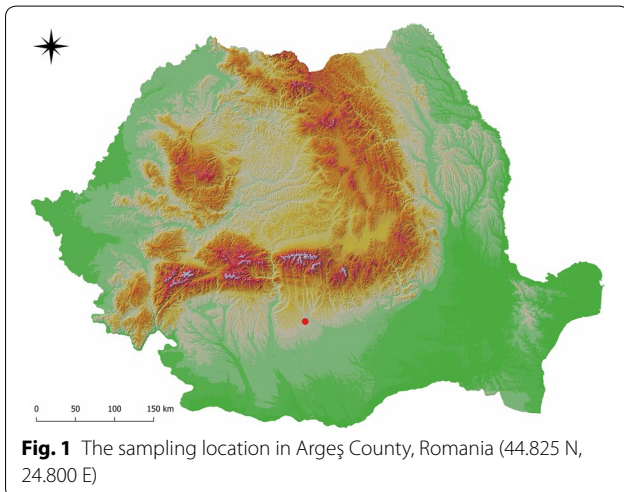 0 50 100 150 km
Fig. 1 The sampling location in Argeş County, Romania (44.825 N,
24.800 E)